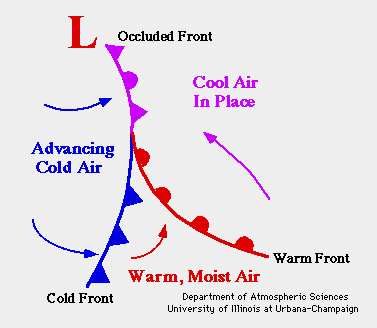 L
Occluded Front
Cool Air
In Place
Advancing
Cold Air
Warm Front
Warm, Moist Air
Cold Front
Department of Atmospheric Sciences
University of Illinois at Urbana-Champaign